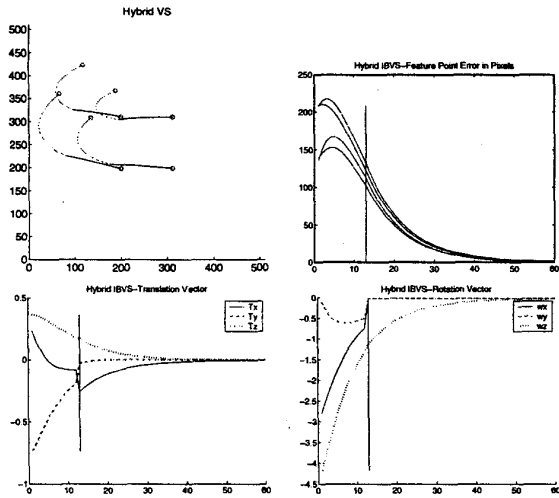 Hybrid VS
500
450
400
350
300
250
200
150
100
50
0
0 100 200 300 400 500
Hybrid IBVS–Feature Point Error in Pixels
250
200
150
100
50
0
0 10 20 30 40 50 60
Hybrid IBVS–Translation Vector
0.5
0
−0.5
−1
0 10 20 30 40 50 60
Tx
Ty
Tz
Hybrid IBVS–Rotation Vector
0
−0.5
−1
−1.5
−2
−2.5
−3
−3.5
−4
−4.5
0 10 20 30 40 50 60
wx
wy
wz